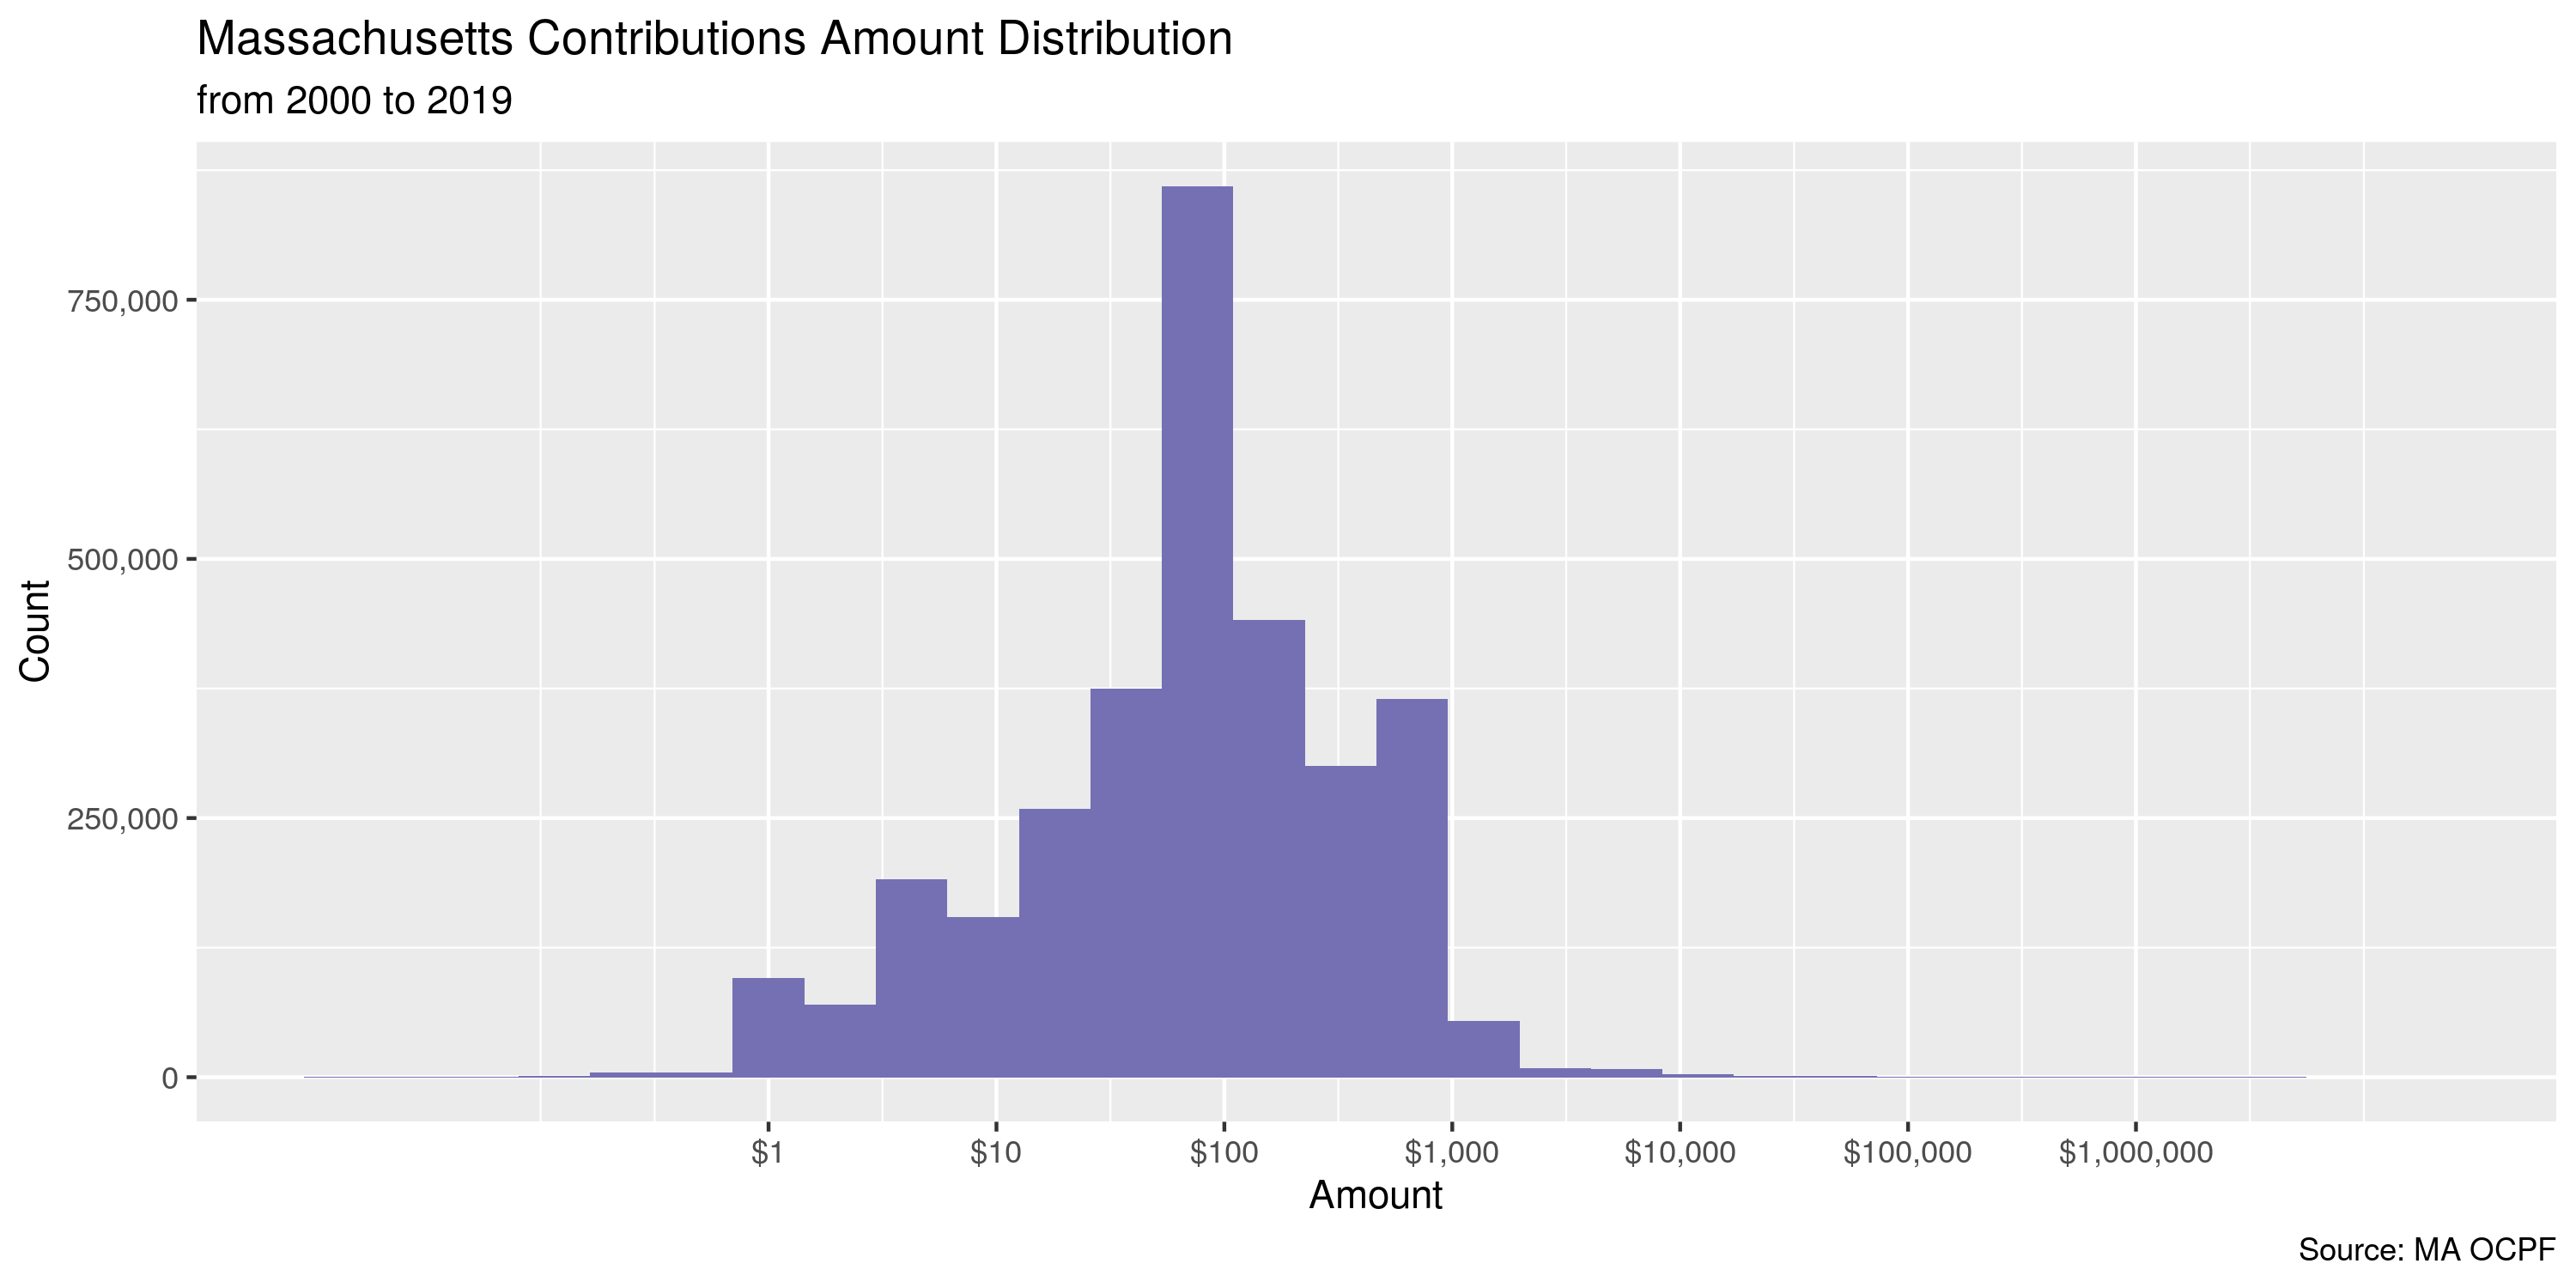 Massachusetts Contributions Amount Distribution
from 2000 to 2019
Count
750,000
500,000
250,000
0
$1 $10 $100 $1,000 $10,000 $100,000 $1,000,000
Amount
Source: MA OCPF